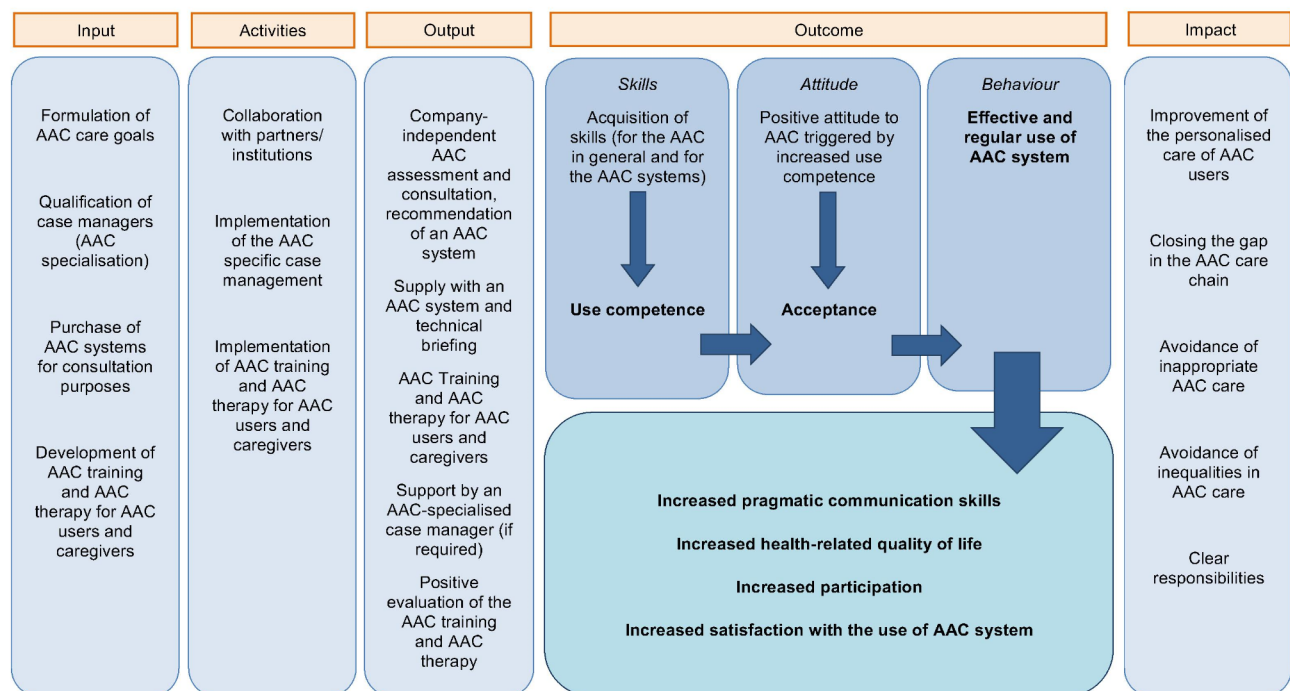 Input
Formulation of
AAC care goals
Qualification of
case managers
(AAC
specialisation)
Purchase of
AAC systems
for consultation
purposes
Development of
AAC training
and AAC
therapy for AAC
users and
caregivers
Activities
Collaboration
with partners/
institutions
Implementation
of the AAC
specific case
management
Implementation
of AAC training
and AAC
therapy for AAC
users and
caregivers
Output
Company-
independent
AAC
assessment and
consultation,
recommendation
of an AAC
system
Supply with an
AAC system and
technical
briefing
AAC Training
and AAC
therapy for AAC
users and
caregivers
Support by an
AAC-specialised
case manager (if
required)
Positive
evaluation of the
AAC training
and AAC
therapy
Outcome
Skills
Acquisition of
skills (for the AAC
in general and for
the AAC systems)
Use competence
Attitude
Positive attitude to
AAC triggered by
increased use
competence
Acceptance
Behaviour
Effective and
regular use of
AAC system
Increased pragmatic communication skills
Increased health-related quality of life
Increased participation
Increased satisfaction with the use of AAC system
Impact
Improvement of
the personalised
care of AAC
users
Closing the gap
in the AAC care
chain
Avoidance of
inappropriate
AAC care
Avoidance of
inequalities in
AAC care
Clear
responsibilities